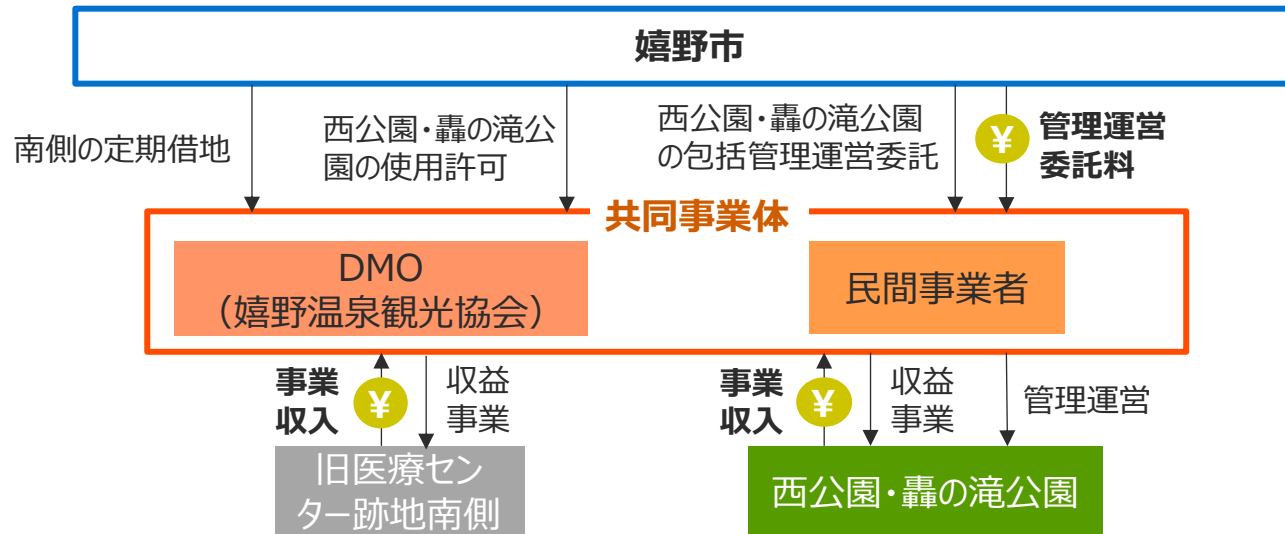 嬉野市
南側の定期借地
西公園・轟の滝公
園の使用許可
西公園・轟の滝公園
の包括管理運営委託
¥
管理運営
委託料
共同事業体
DMO
（嬉野温泉観光協会）
民間事業者
事業
収入
¥
収益
事業
事業
収入
¥
収益
事業
管理運営
旧医療セン
ター跡地南側
西公園・轟の滝公園